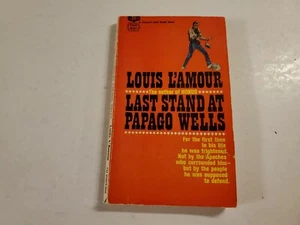 LOUIS L'AMOUR
The author of HONDO
LAST STAND AT
PAPAGO WELLS
For the first time
in his life
he was frightened.
Not by the Apaches
who surrounded him—
but by the people
he was supposed
to defend.